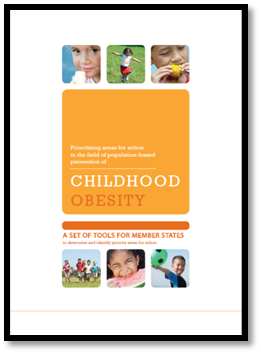 Prioritizing areas for action
in the field of population-based
prevention of
CHILDHOOD
OBESITY
A SET OF TOOLS FOR MEMBER STATES
to determine and identify priority areas for action